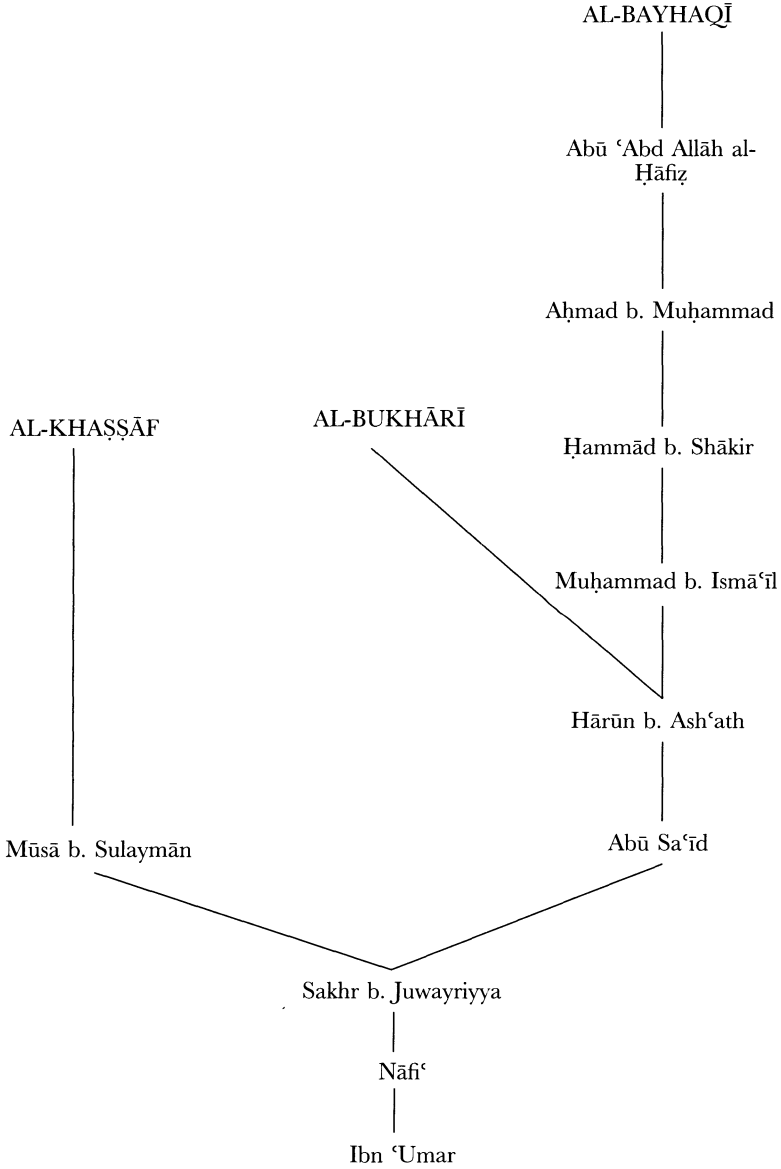 AL-BAYHAQĪ
Abū ʿAbd Allāh al-
Ḥāfiẓ
Aḥmad b. Muḥammad
AL-KHAṢṢĀF
AL-BUKHĀRĪ
Ḥammād b. Shākir
Muḥammad b. Ismāʿīl
Hārūn b. Ashʿath
Mūsā b. Sulaymān
Abū Saʿīd
Sakhr b. Juwayriyya
Nāfiʿ
Ibn ʿUmar